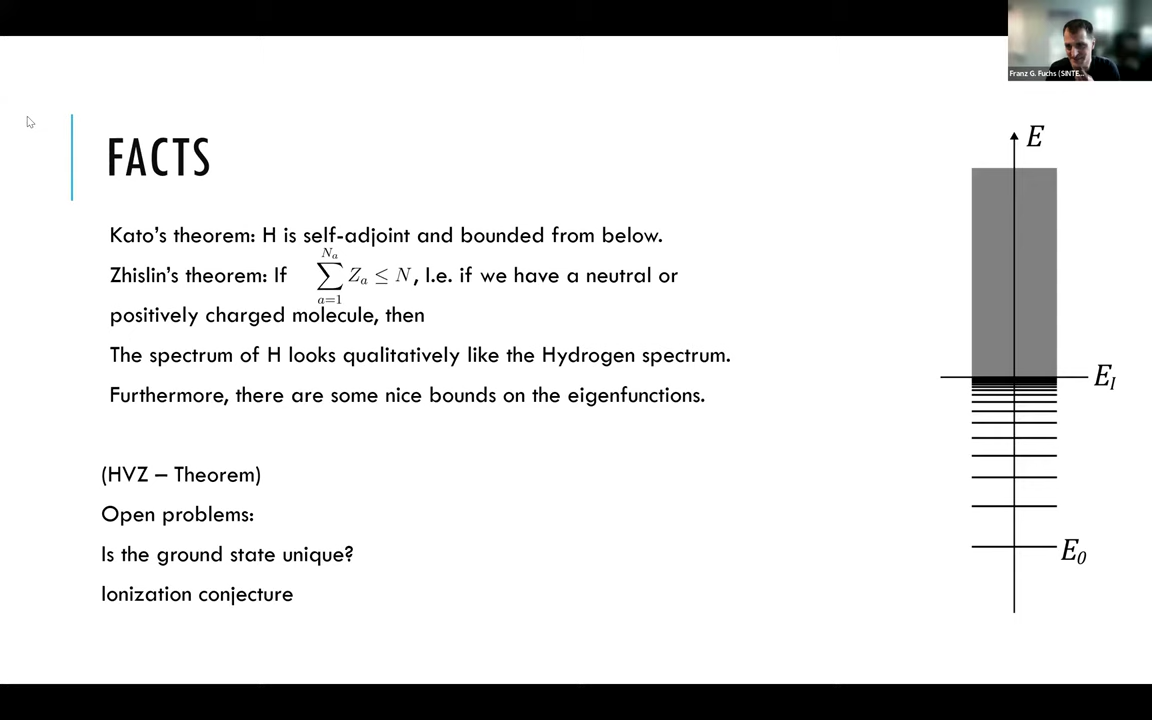 Franz G. Fuchs (SINTE...
FACTS
E
Kato's theorem: H is self-adjoint and bounded from below.
Zhislin's theorem: If \sum_{a=1}^{N_a} Z_a ≤ N, I.e. if we have a neutral or
positively charged molecule, then
The spectrum of H looks qualitatively like the Hydrogen spectrum.
E_I
Furthermore, there are some nice bounds on the eigenfunctions.
(HVZ – Theorem)
Open problems:
Is the ground state unique?
E_0
Ionization conjecture